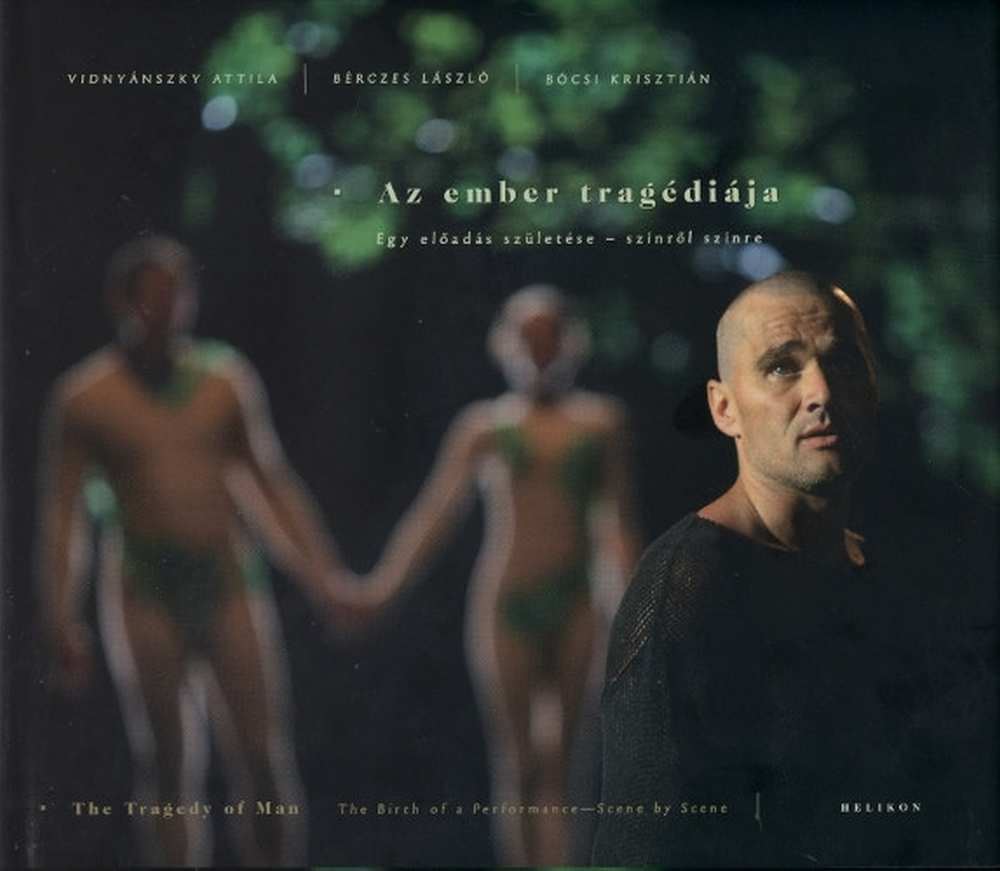 VIDNYÁNSZKY ATTILA | BÉRCZES LÁSZLÓ | BÓCSI KRISZTIÁN
· Az ember tragédiája
Egy előadás születése – színről színre
· The Tragedy of Man The Birth of a Performance—Scene by Scene | HELIKON